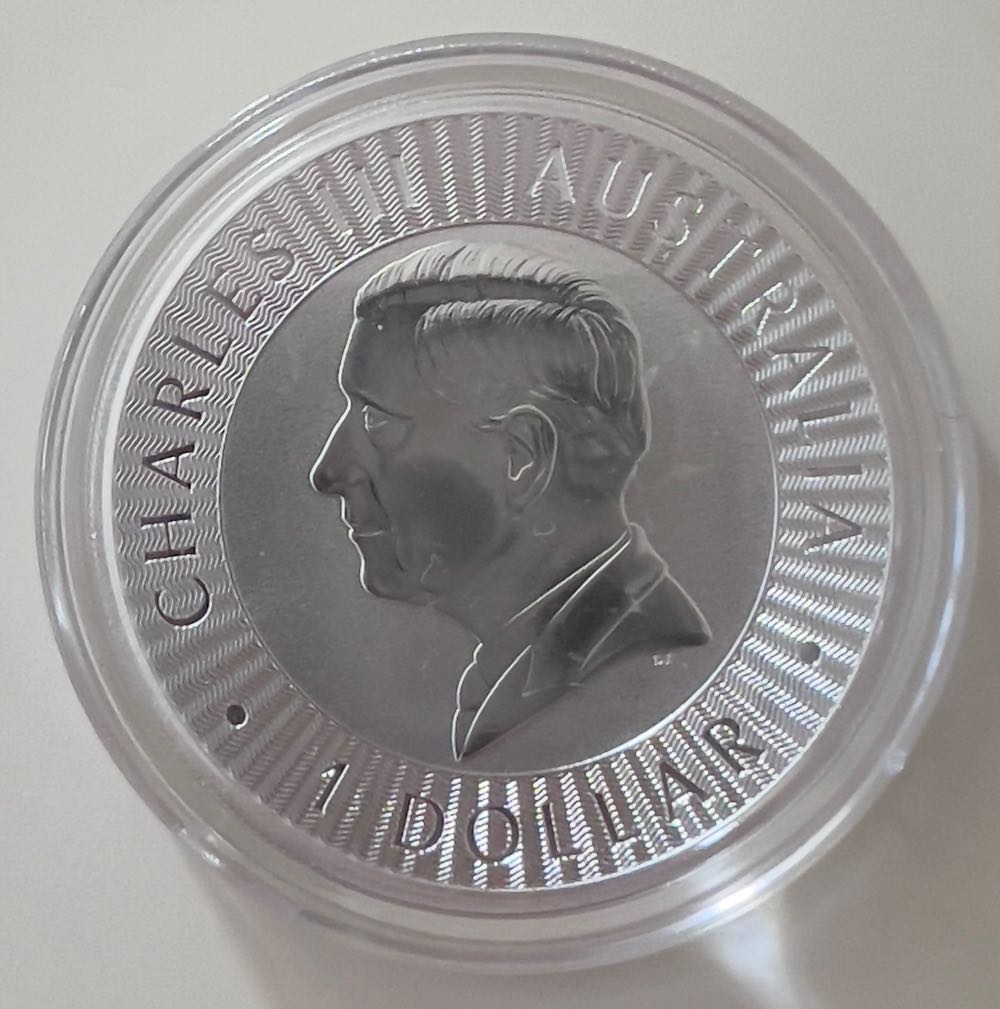 CHARLES III AUSTRALIA
• 1 DOLLAR •